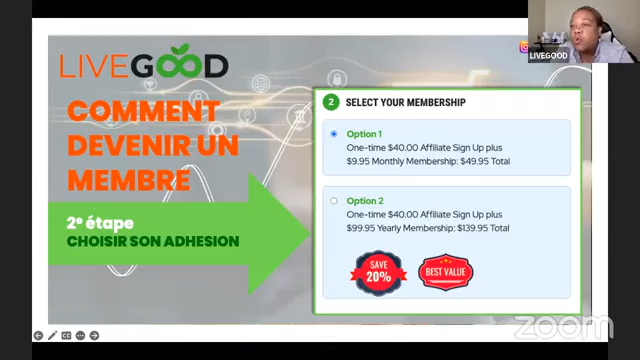 LIVEGOOD
COMMENT
DEVENIR UN
MEMBRE
2e étape
CHOISIR SON ADHESION
2 SELECT YOUR MEMBERSHIP
Option 1
One-time $40.00 Affiliate Sign Up plus
$9.95 Monthly Membership: $49.95 Total
Option 2
One-time $40.00 Affiliate Sign Up plus
$99.95 Yearly Membership: $139.95 Total
SAVE
20%
BEST VALUE
LIVEGOOD
zoom